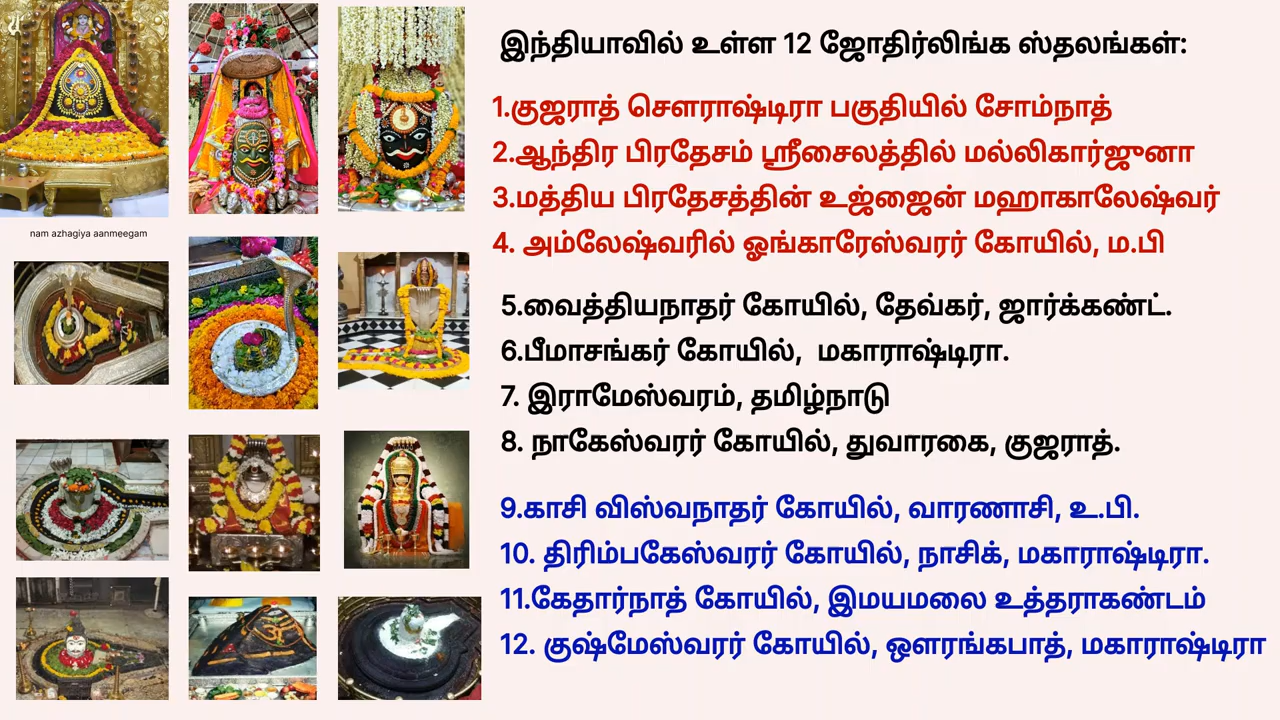 இந்தியாவில் உள்ள 12 ஜோதிர்லிங்க ஸ்தலங்கள்:
1.குஜராத் சௌராஷ்டிரா பகுதியில் சோம்நாத்
2.ஆந்திர பிரதேசம் ஸ்ரீசைலத்தில் மல்லிகார்ஜுனா
3.மத்திய பிரதேசத்தின் உஜ்ஜைன் மஹாகாலேஷ்வர்
4. அம்லேஷ்வரில் ஓங்காரேஸ்வரர் கோயில், ம.பி
5.வைத்தியநாதர் கோயில், தேவ்கர், ஜார்க்கண்ட்.
6.பீமாசங்கர் கோயில், மகாராஷ்டிரா.
7. இராமேஸ்வரம், தமிழ்நாடு
8. நாகேஸ்வரர் கோயில், துவாரகை, குஜராத்.
9.காசி விஸ்வநாதர் கோயில், வாரணாசி, உ.பி.
10. திரிம்பகேஸ்வரர் கோயில், நாசிக், மகாராஷ்டிரா.
11.கேதார்நாத் கோயில், இமயமலை உத்தராகண்டம்
12. குஷ்மேஸ்வரர் கோயில், ஔரங்கபாத், மகாராஷ்டிரா
nam azhagiya aanmeegam